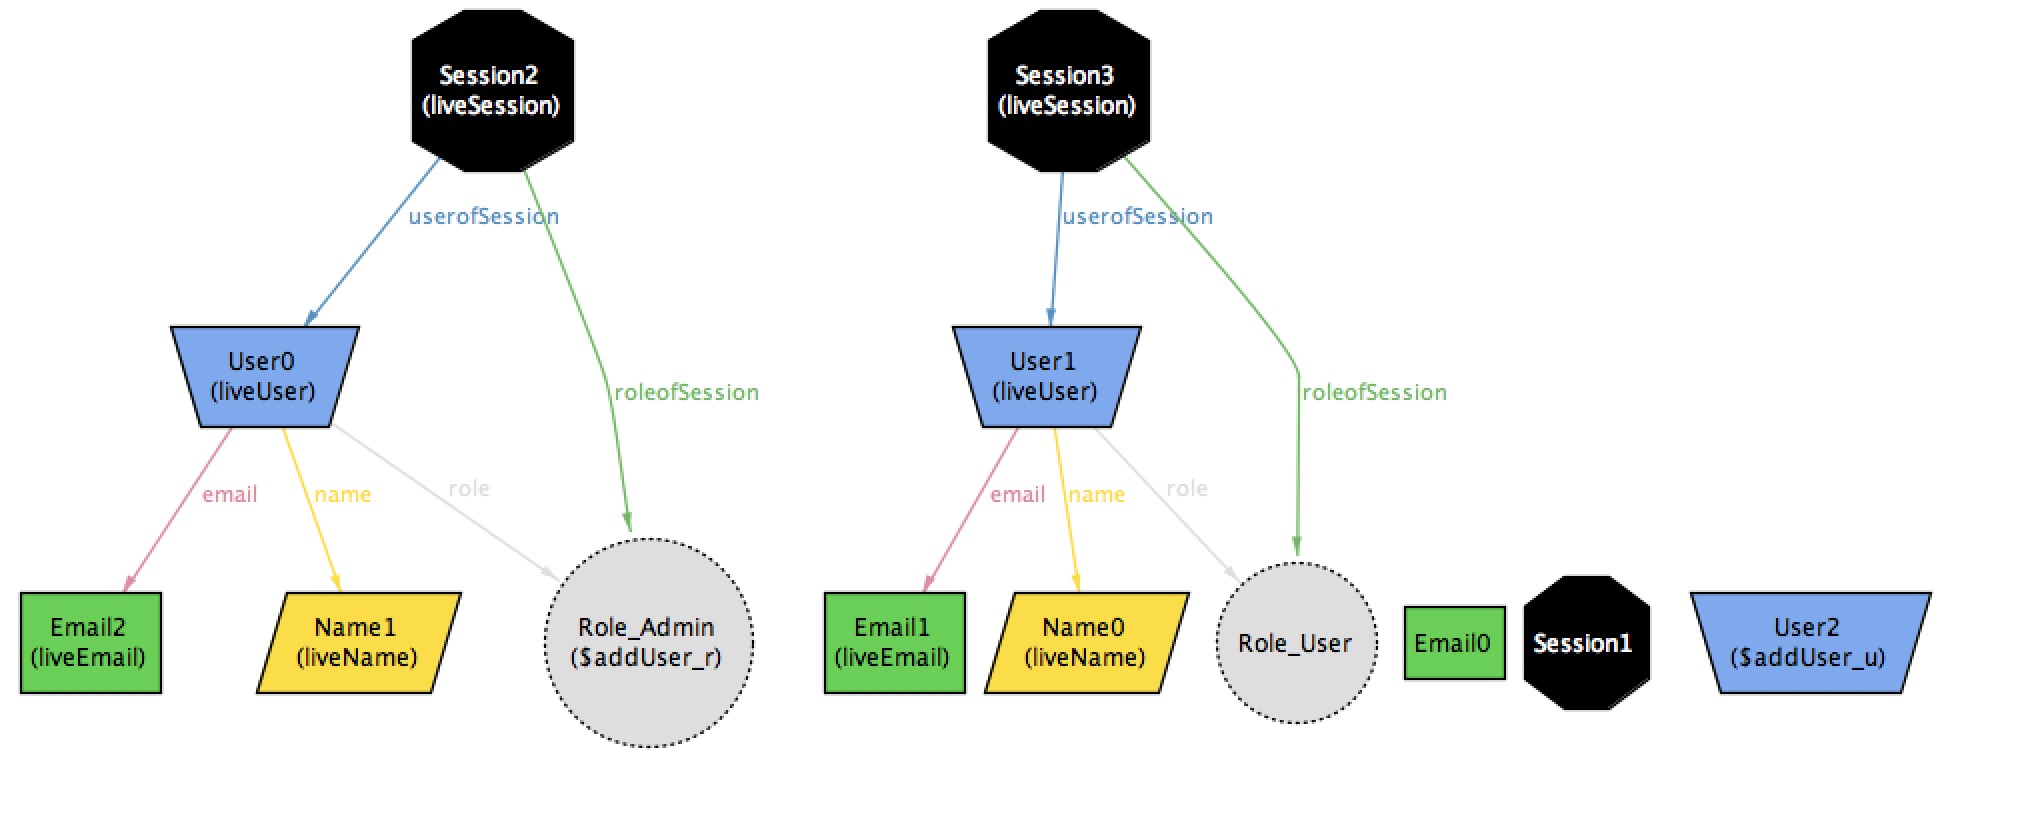 Session2
(liveSession)
Session3
(liveSession)
userofSession
userofSession
User0
(liveUser)
roleofSession
User1
(liveUser)
roleofSession
email
name
role
email
name
role
Email2
(liveEmail)
Name1
(liveName)
Role_Admin
($addUser_r)
Email1
(liveEmail)
Name0
(liveName)
Role_User
Email0
Session1
User2
($addUser_u)